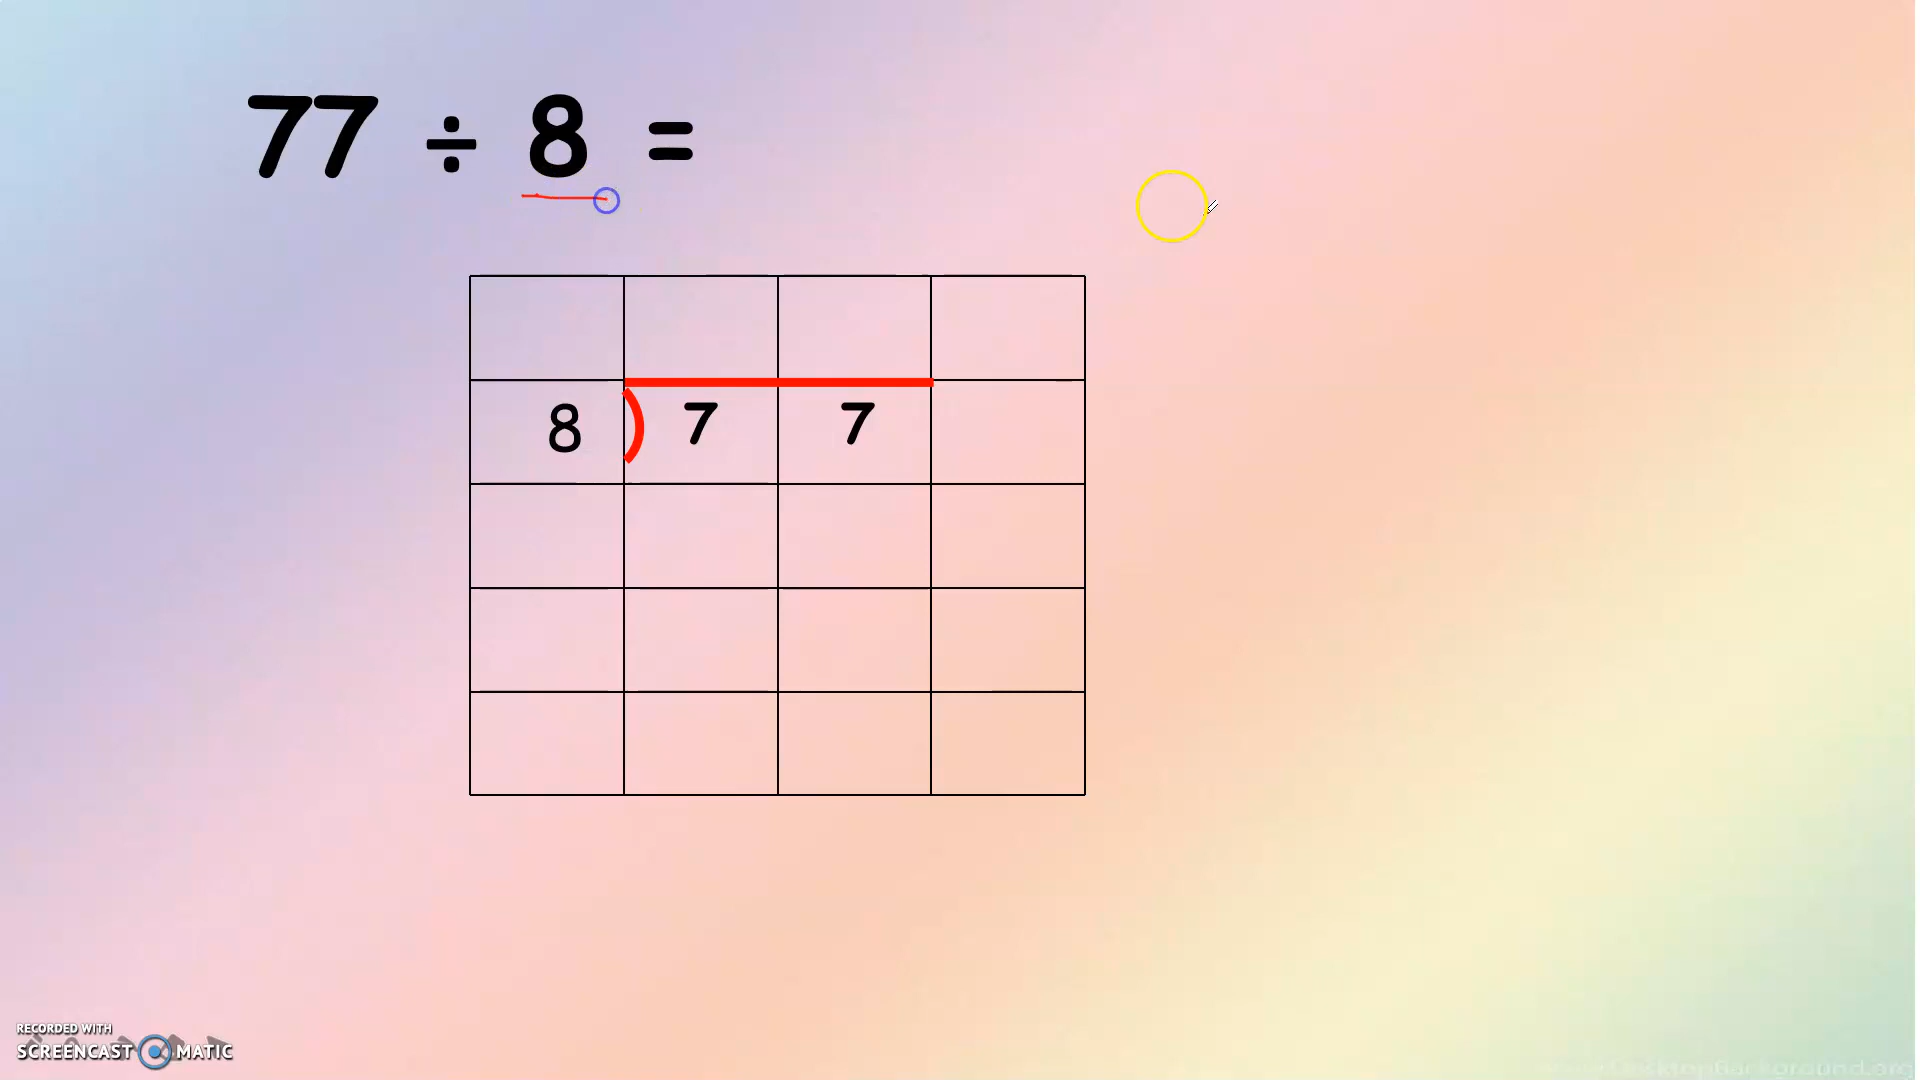 77 ÷ 8 =
8 7 7
RECORDED WITH
SCREENCAST MATIC